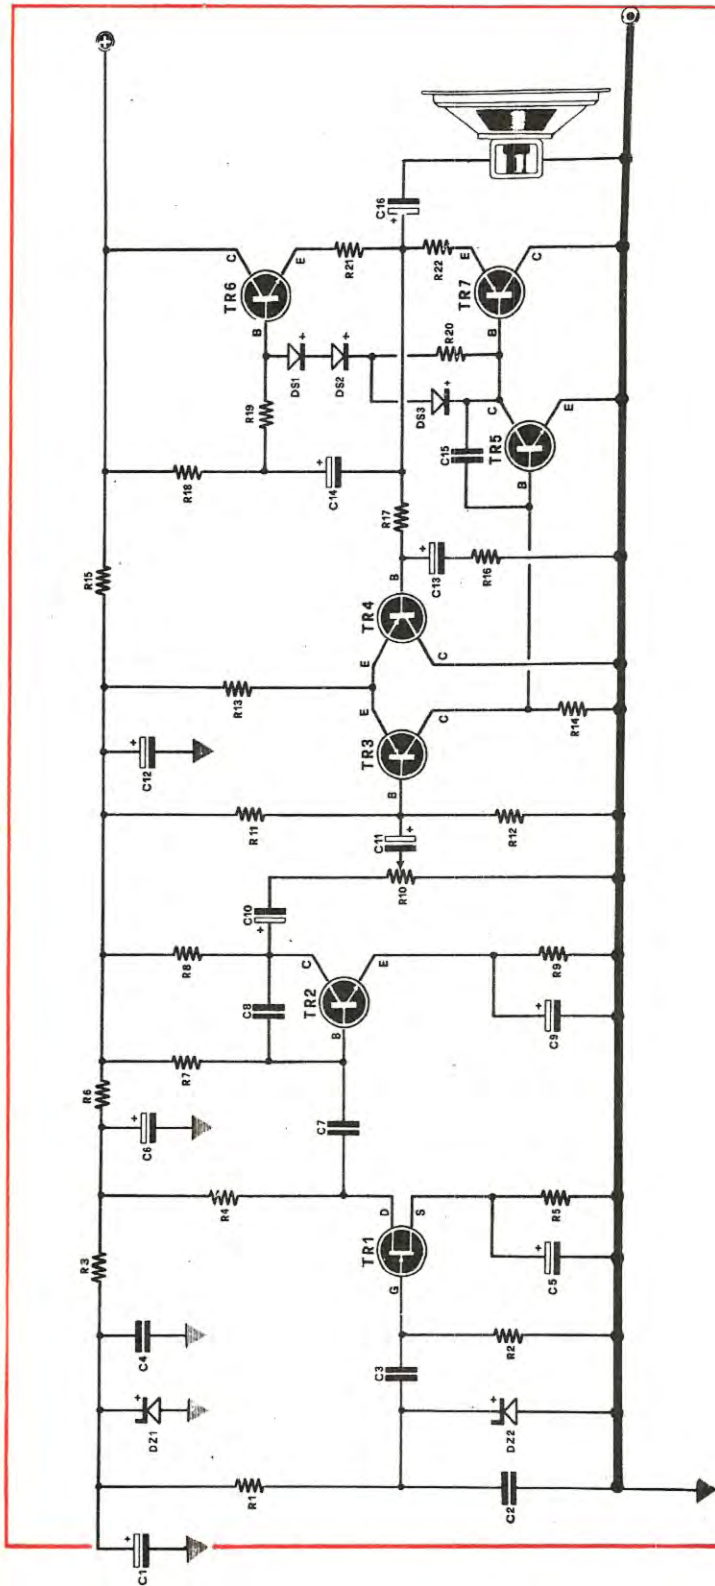 C1
+
C4
DZ1
+
R3
C6
+
R6
R1
R4
R7
R8
C8
C10
+
C12
+
R11
R13
R15
R18
R19
C14
+
DS1
+
DS2
+
TR6
B
C
E
R21
C16
+
C2
DZ2
+
C3
R2
G
D
S
TR1
C5
+
R5
C7
B
C
E
TR2
C9
+
R9
R10
C11
+
R12
B
E
C
TR3
R14
E
B
C
TR4
R17
C13
+
R16
C15
DS3
+
B
C
E
TR5
R20
R22
B
E
C
TR7
+